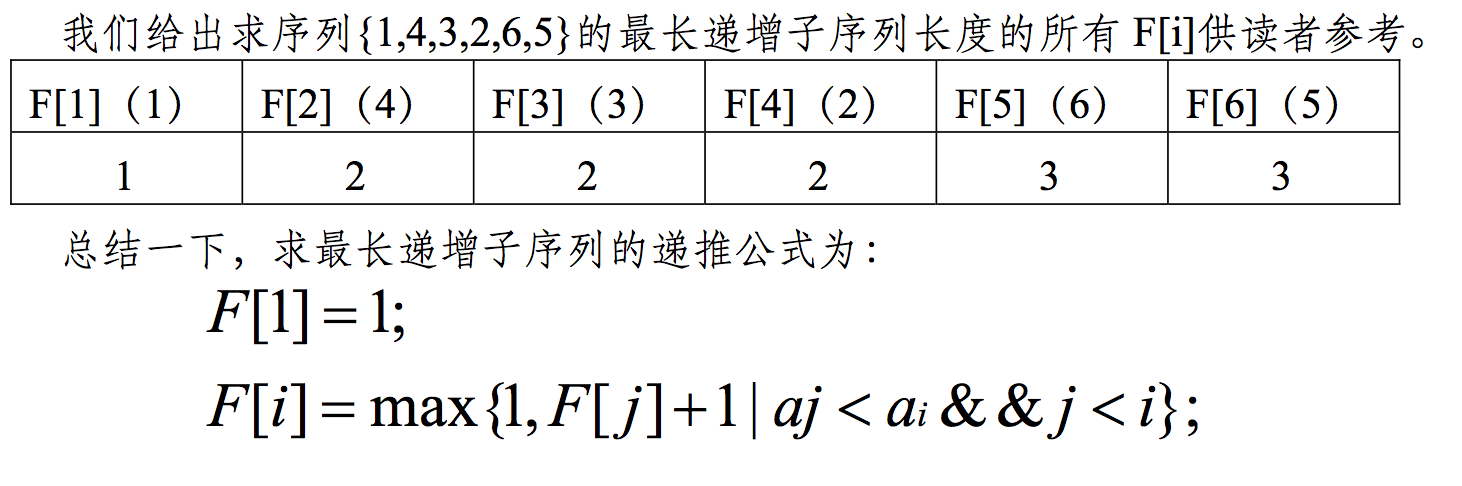 我们给出求序列{1,4,3,2,6,5}的最长递增子序列长度的所有 F[i]供读者参考。
F[1]（1） F[2]（4） F[3]（3） F[4]（2） F[5]（6） F[6]（5）
1 2 2 2 3 3
总结一下，求最长递增子序列的递推公式为：
F[1]=1;
F[i]=max{1,F[j]+1|aj<ai&&j<i};